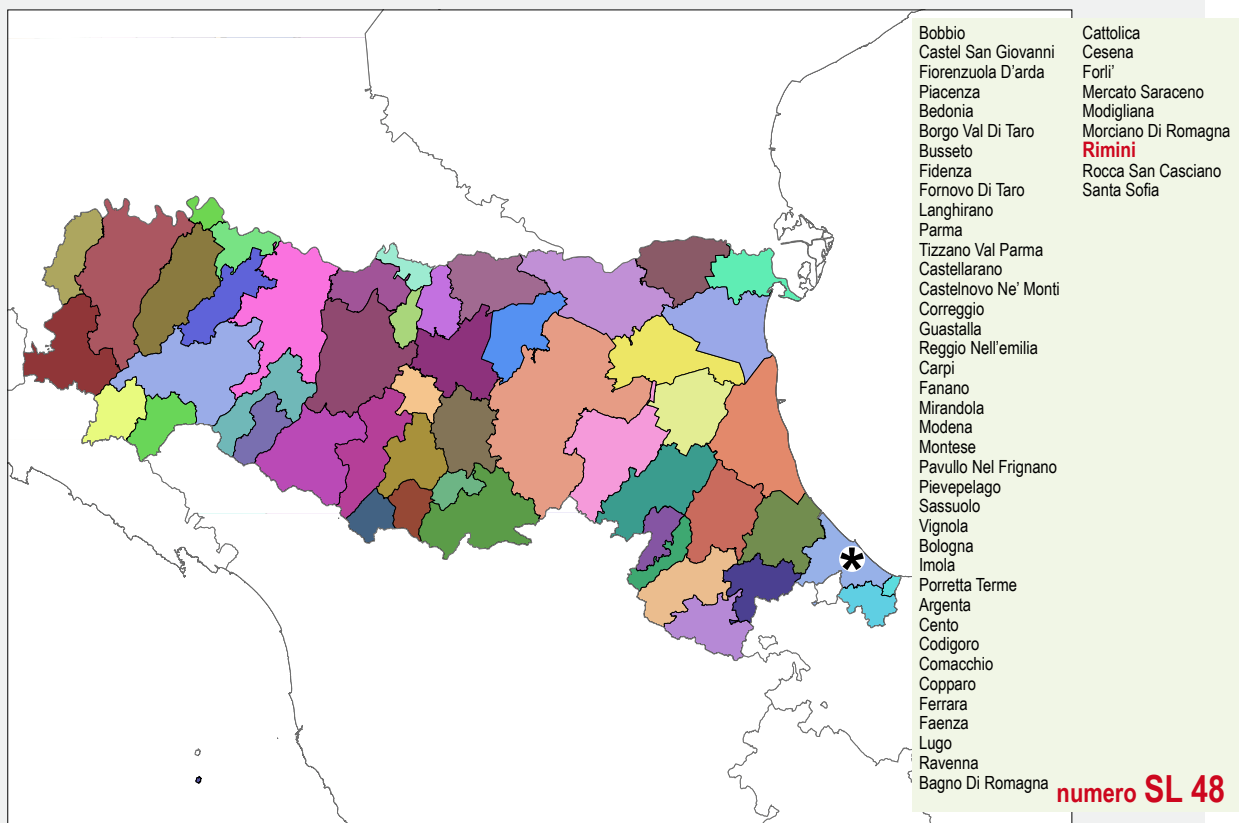 Bobbio
Castel San Giovanni
Fiorenzuola D'arda
Piacenza
Bedonia
Borgo Val Di Taro
Busseto
Fidenza
Fornovo Di Taro
Langhirano
Parma
Tizzano Val Parma
Castellarano
Castelnovo Ne' Monti
Correggio
Guastalla
Reggio Nell'emilia
Carpi
Fanano
Mirandola
Modena
Montese
Pavullo Nel Frignano
Pievepelago
Sassuolo
Vignola
Bologna
Imola
Porretta Terme
Argenta
Cento
Codigoro
Comacchio
Copparo
Ferrara
Faenza
Lugo
Ravenna
Bagno Di Romagna
Cattolica
Cesena
Forli'
Mercato Saraceno
Modigliana
Morciano Di Romagna
Rimini
Rocca San Casciano
Santa Sofia
numero SL 48
*